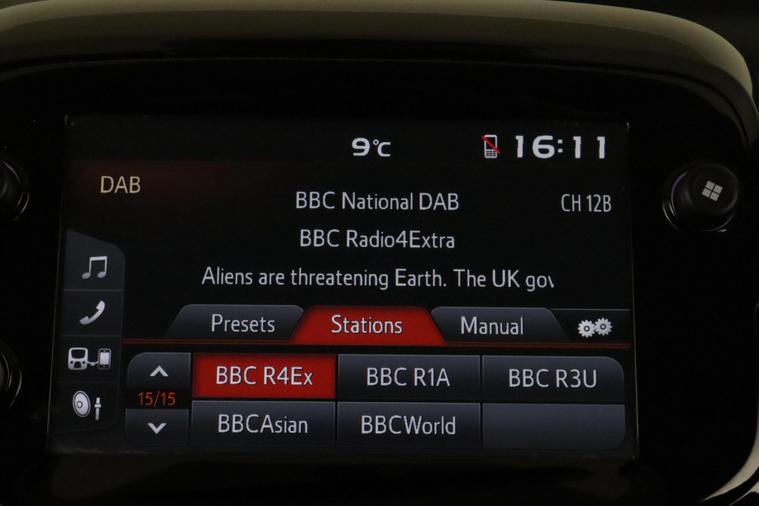 9°C 16:11
DAB
BBC National DAB CH 12B
BBC Radio4Extra
Aliens are threatening Earth. The UK gov
Presets Stations Manual
BBC R4Ex BBC R1A BBC R3U
15/15
BBCAsian BBCWorld